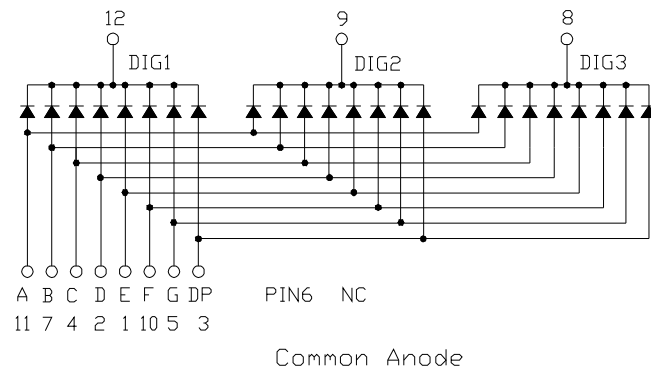 12 9 8
DIG1 DIG2 DIG3
A B C D E F G DP PIN6 NC
11 7 4 2 1 10 5 3
Common Anode